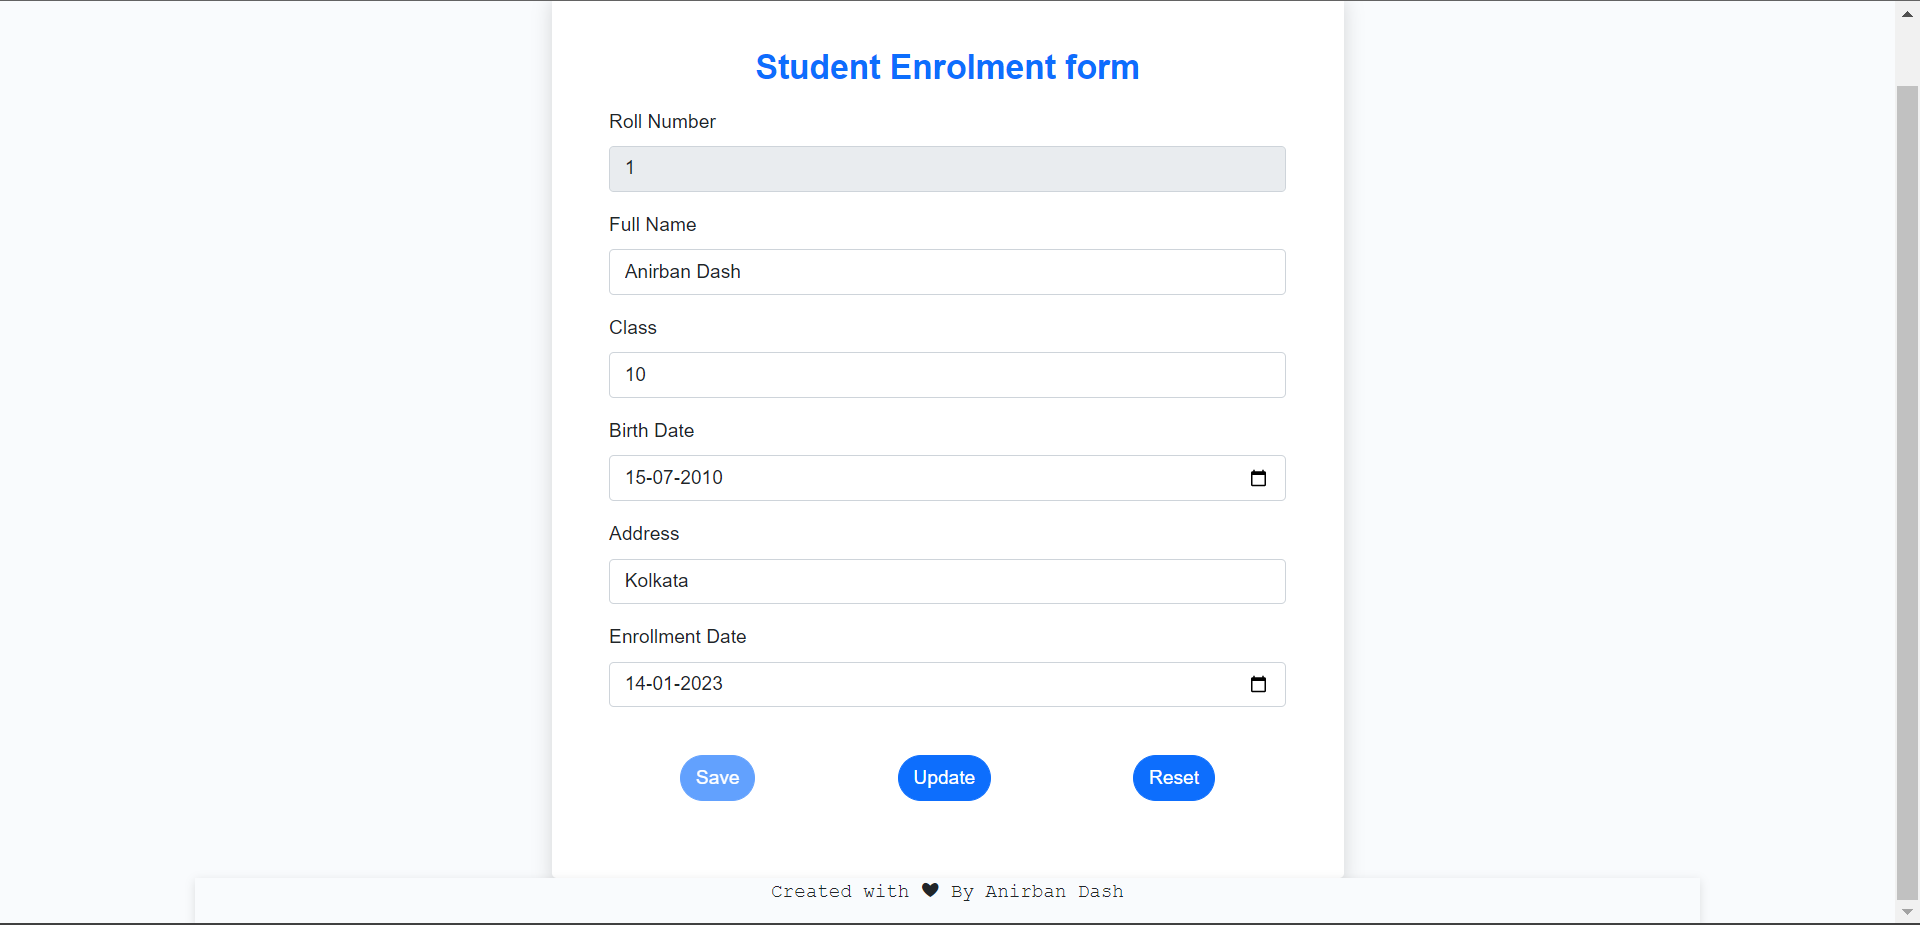 Student Enrolment form
Roll Number
1
Full Name
Anirban Dash
Class
10
Birth Date
15-07-2010
Address
Kolkata
Enrollment Date
14-01-2023
Save Update Reset
Created with ♥ By Anirban Dash